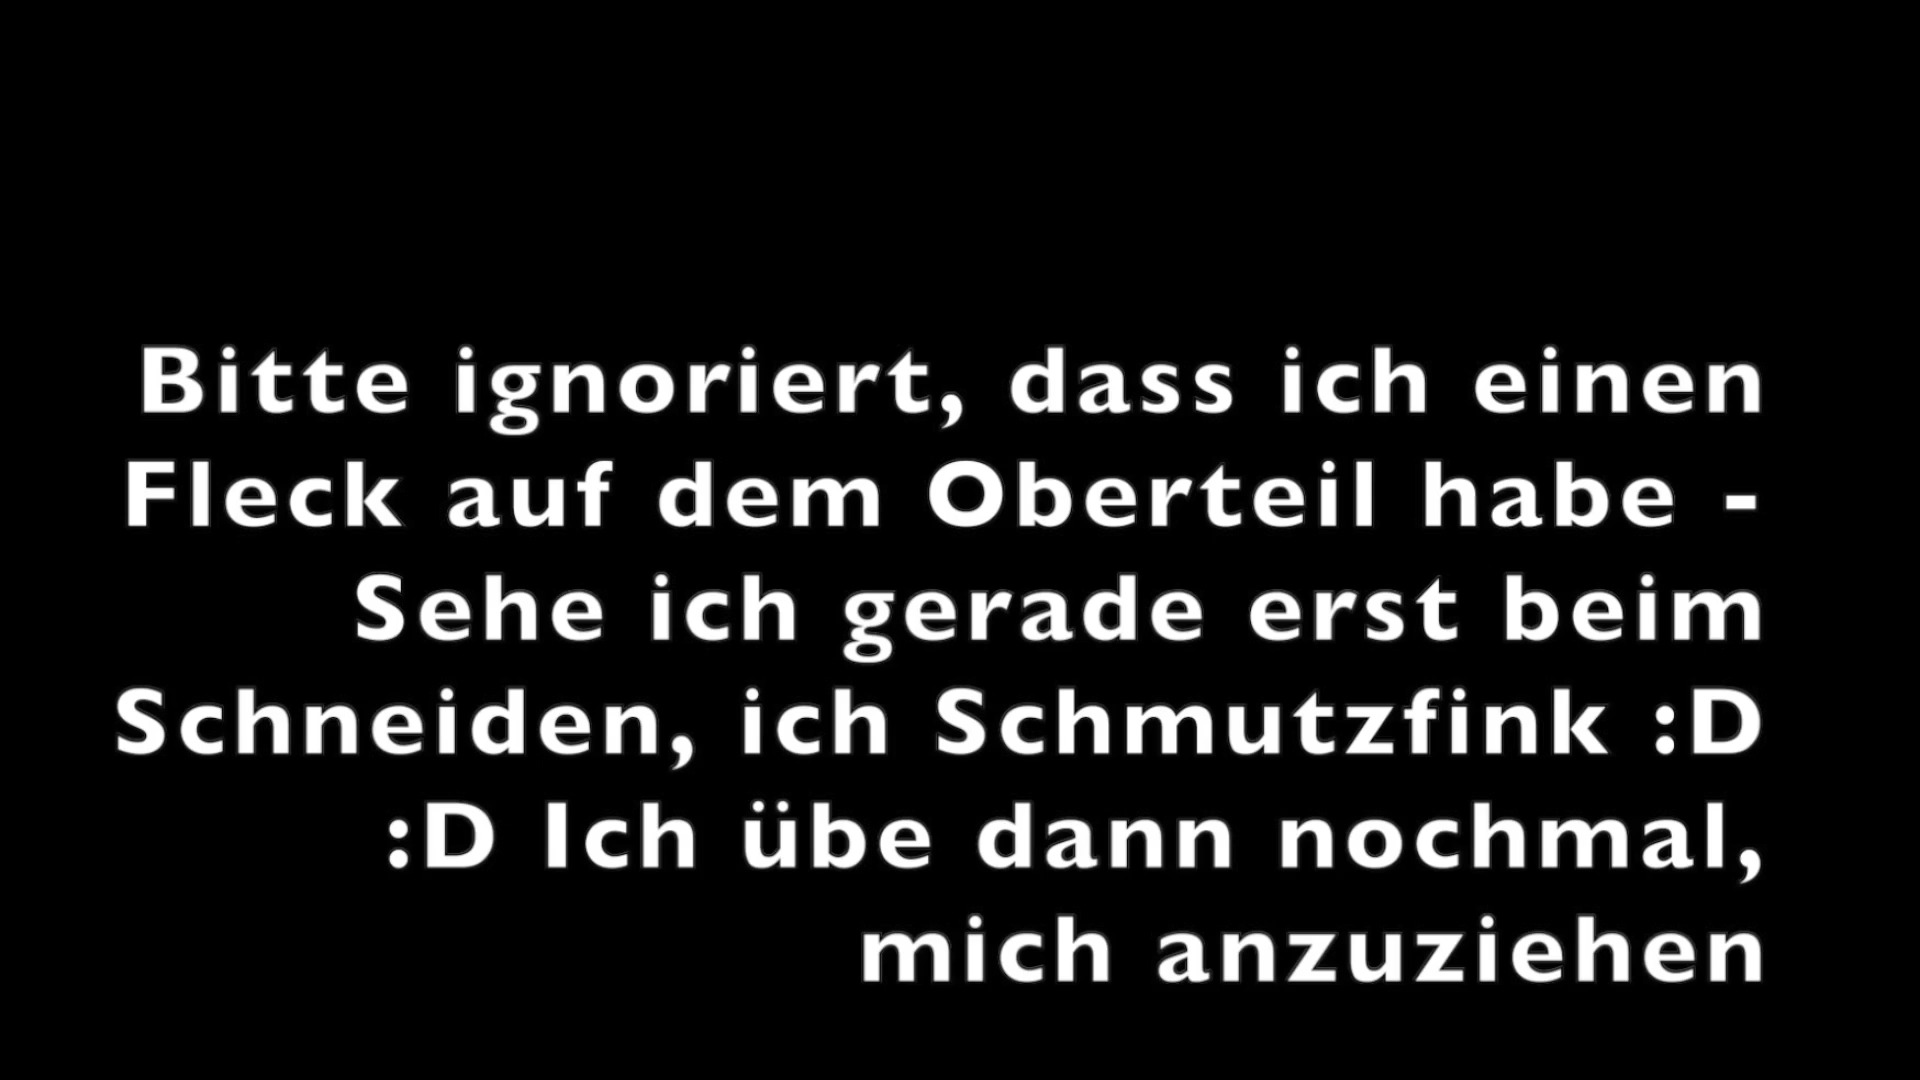 Bitte ignoriert, dass ich einen
Fleck auf dem Oberteil habe -
Sehe ich gerade erst beim
Schneiden, ich Schmutzfink :D
:D Ich übe dann nochmal,
mich anzuziehen